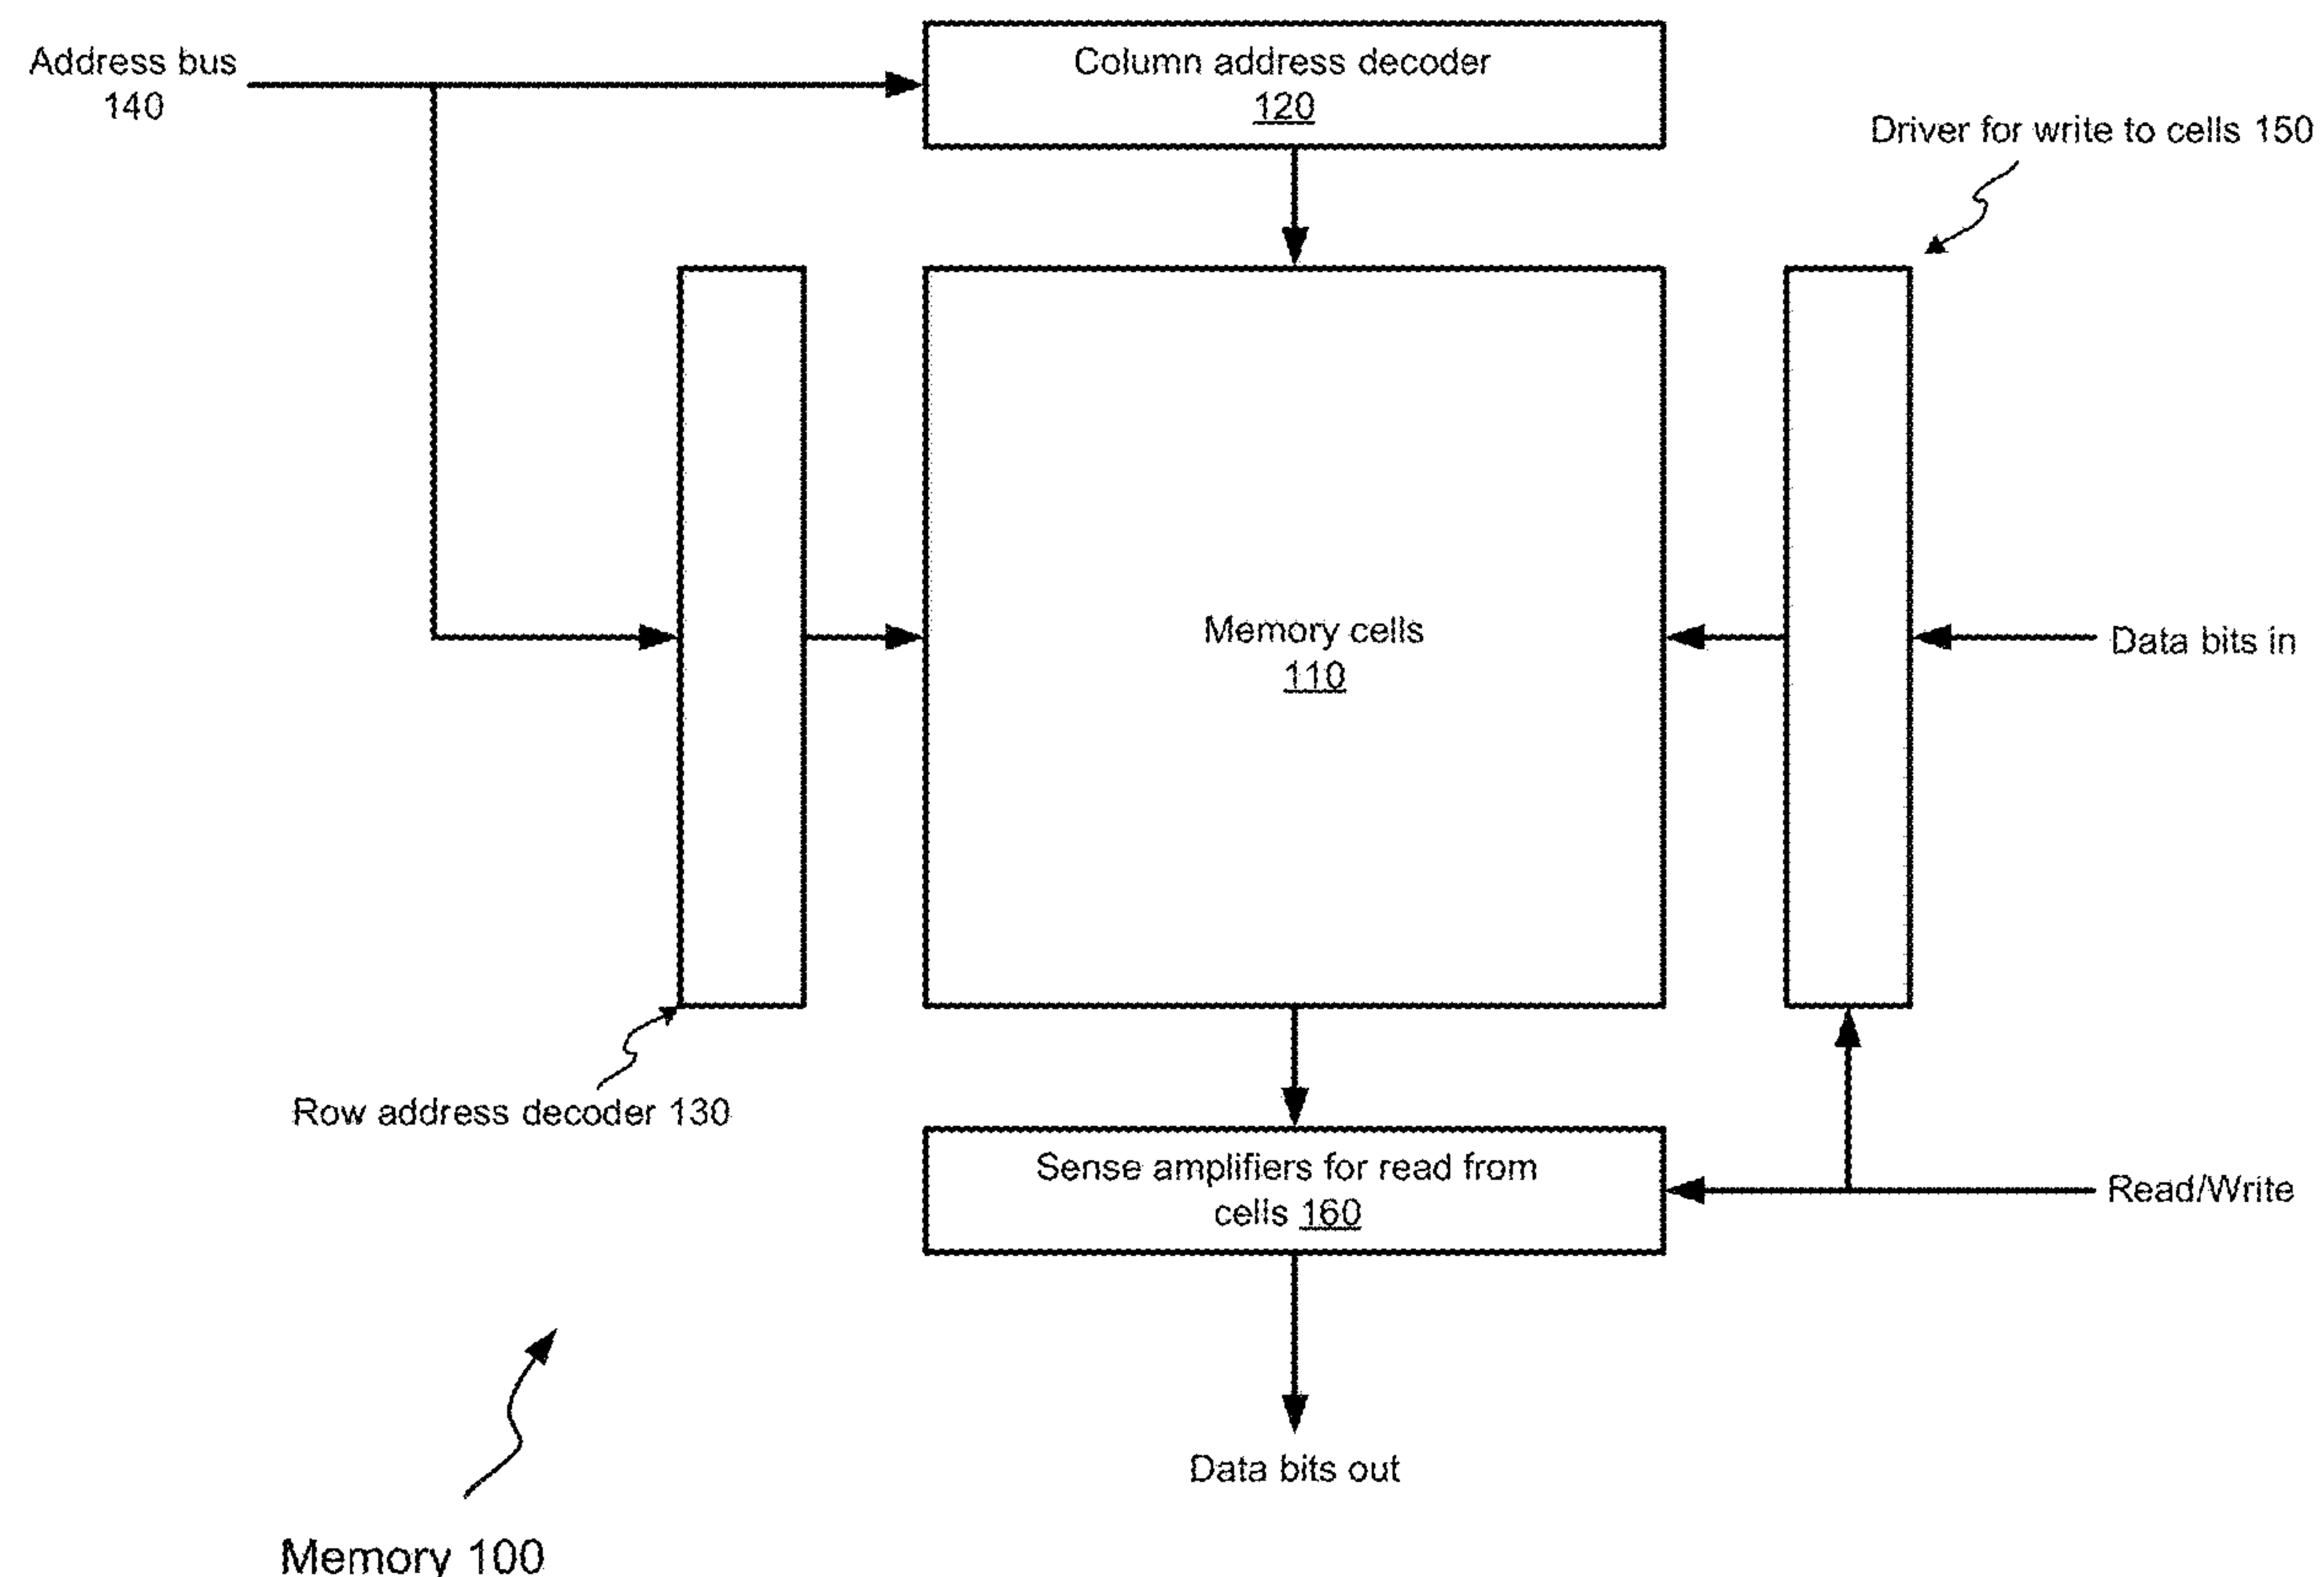 Address bus
140
Column address decoder
120
Driver for write to cells 150
Memory cells
110
Data bits in
Row address decoder 130
Sense amplifiers for read from
cells 160
Read/Write
Data bits out
Memory 100